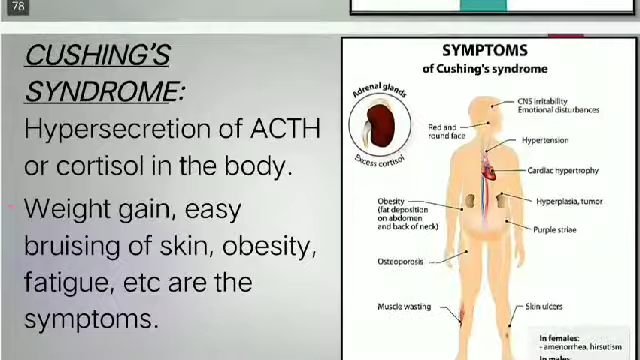 78
CUSHING'S
SYNDROME:
Hypersecretion of ACTH
or cortisol in the body.
Weight gain, easy
bruising of skin, obesity,
fatigue, etc are the
symptoms.
SYMPTOMS
of Cushing's syndrome
Adrenal glands
Excess cortisol
CNS irritability
Emotional disturbances
Red and
round face
Hypertension
Cardiac hypertrophy
Obesity
(fat deposition
on abdomen
and back of neck)
Hyperplasia, tumor
Purple striae
Osteoporosis
Muscle wasting
Skin ulcers
In females:
- amenorrhea, hirsutism
In males: